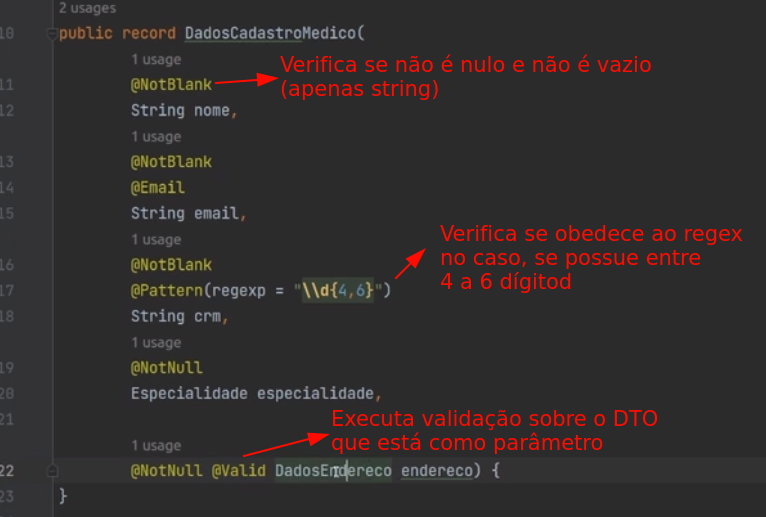 2 usages
10 public record DadosCadastroMedico(
1 usage
Verifica se não é nulo e não é vazio
(apenas string)
11 @NotBlank
12 String nome,
1 usage
13 @NotBlank
14 @Email
15 String email,
1 usage
Verifica se obedece ao regex
no caso, se possue entre
4 a 6 dígitod
16 @NotBlank
17 @Pattern(regexp = "\\d{4,6}")
18 String crm,
1 usage
19 @NotNull
20 Especialidade especialidade,
21
Executa validação sobre o DTO
que está como parâmetro
1 usage
22 @NotNull @Valid DadosEndereco endereco) {
23 }